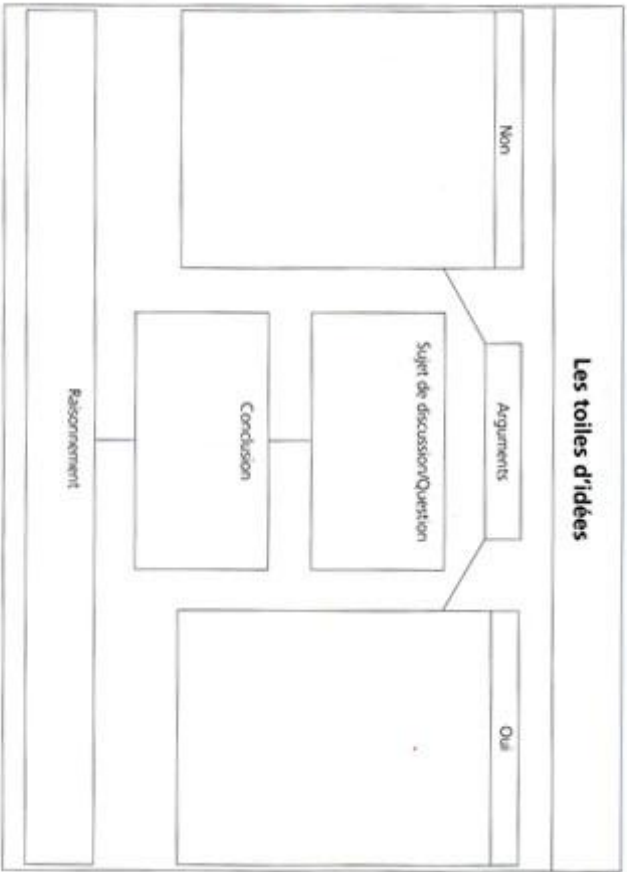 Les toiles d'idées
Arguments
Non
Oui
Sujet de discussion/Question
Conclusion
Raisonnement